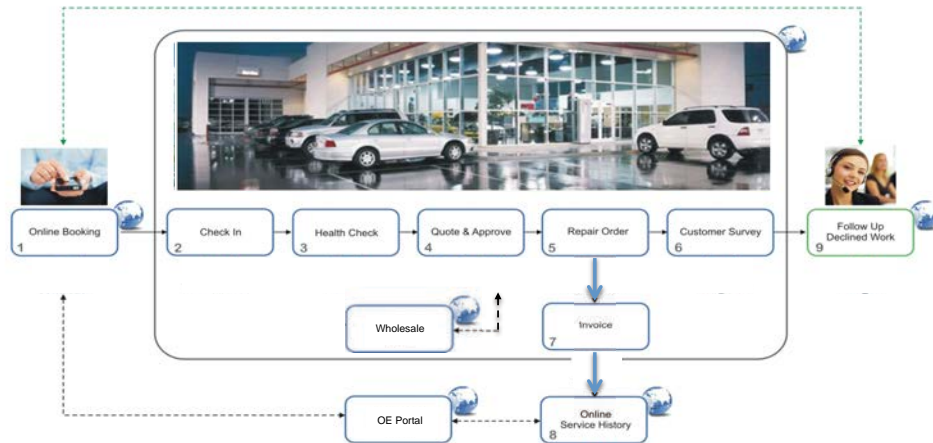 Online Booking
1
Check In
2
Health Check
3
Quote & Approve
4
Repair Order
5
Customer Survey
6
Follow Up
Declined Work
9
Wholesale
Invoice
7
OE Portal
Online
Service History
8